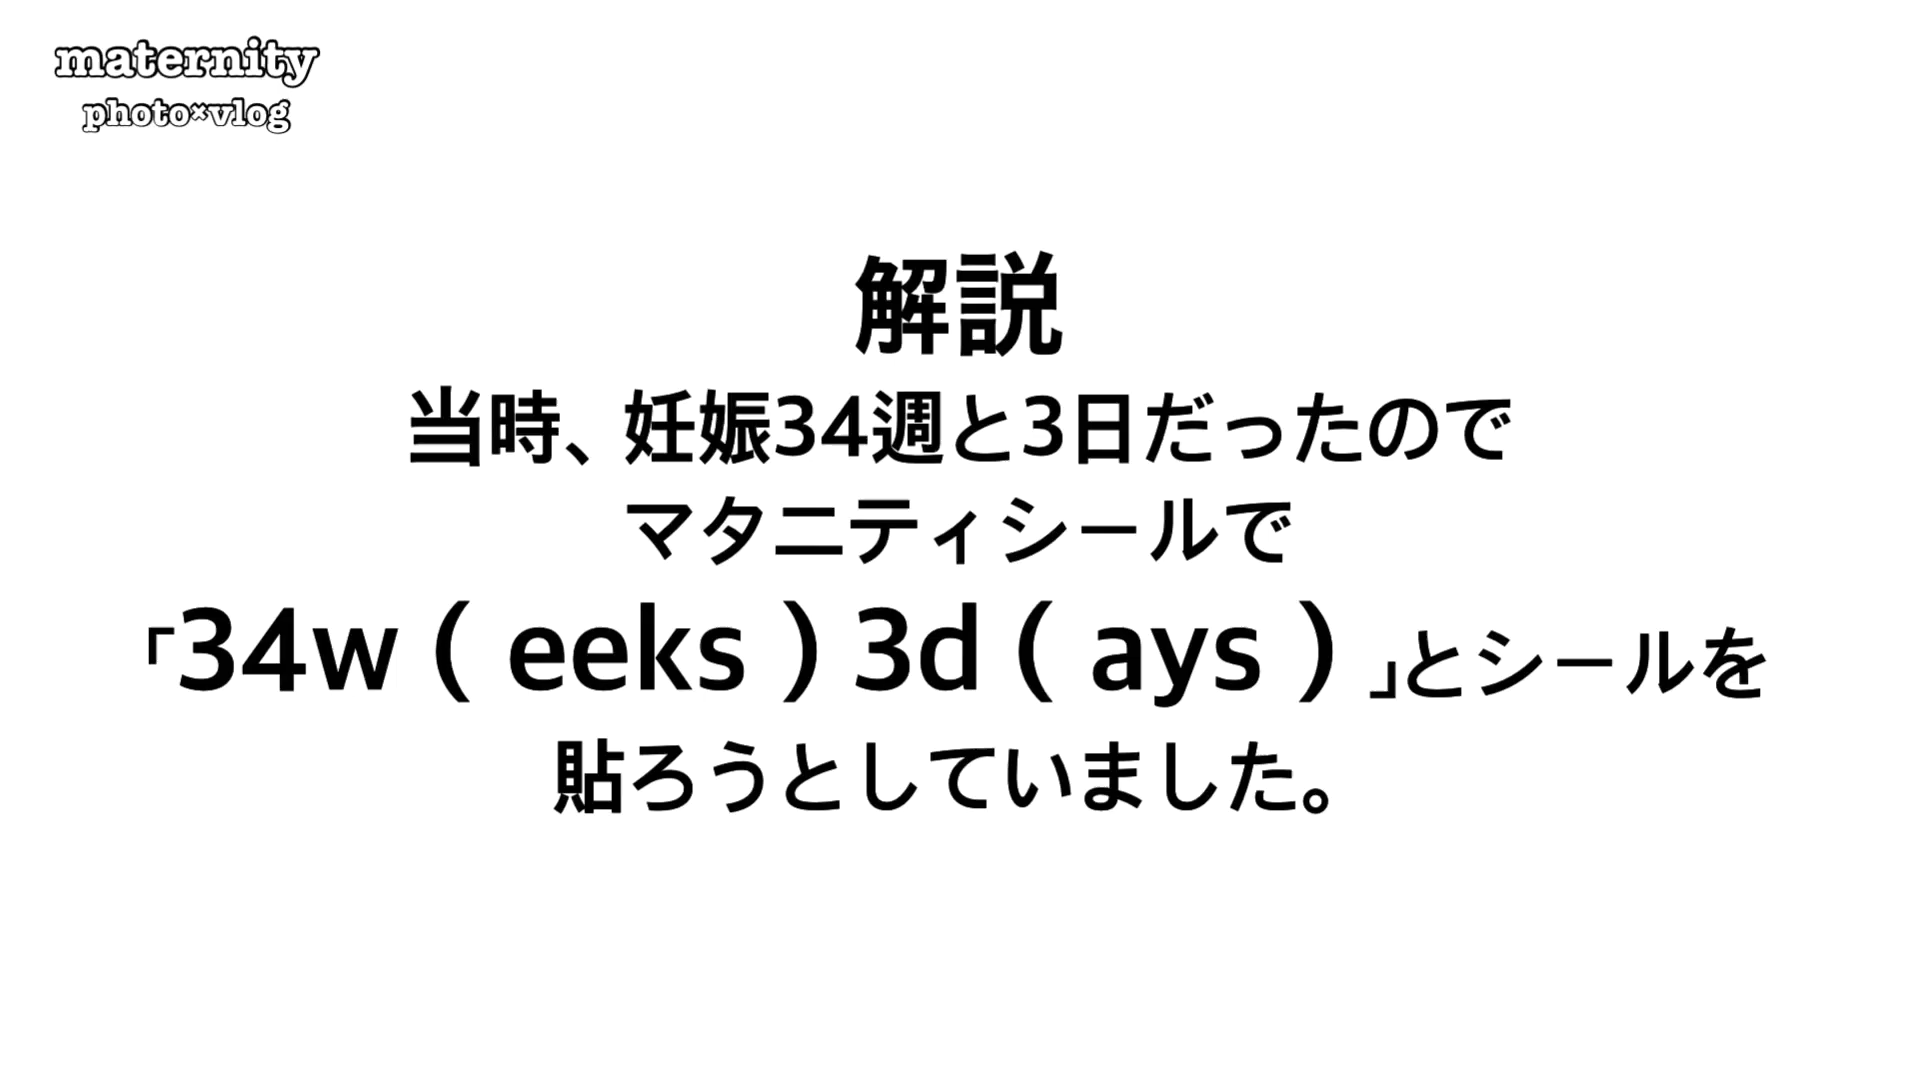 maternity
photo×vlog
解説
当時、妊娠34週と3日だったので
マタニティシールで
「34w（eeks）3d（ays）」とシールを
貼ろうとしていました。